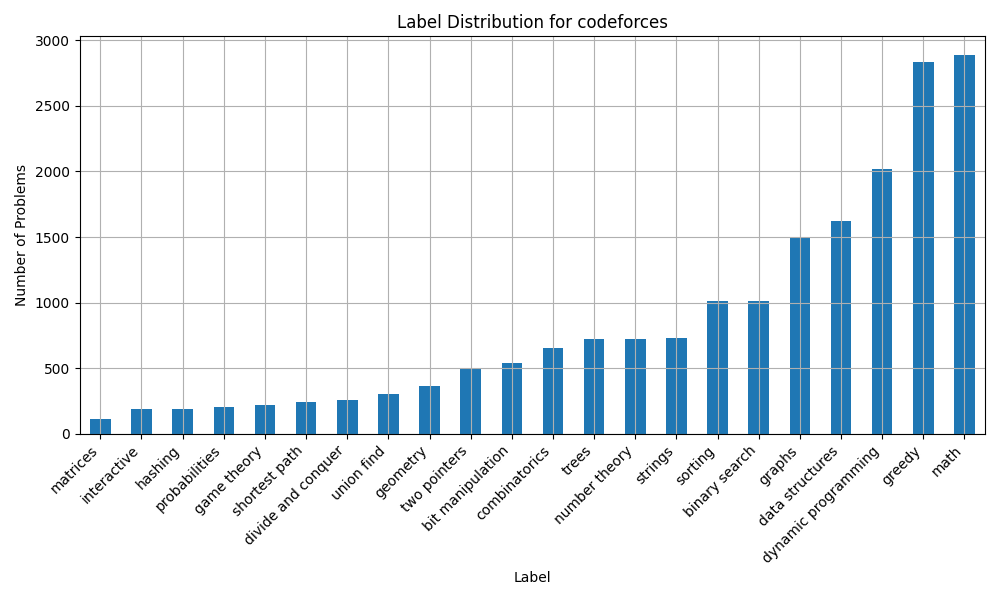 Label Distribution for codeforces
Number of Problems
3000
2500
2000
1500
1000
500
0
matrices
interactive
hashing
probabilities
game theory
shortest path
divide and conquer
union find
geometry
two pointers
bit manipulation
combinatorics
trees
number theory
strings
sorting
binary search
graphs
data structures
dynamic programming
greedy
math
Label